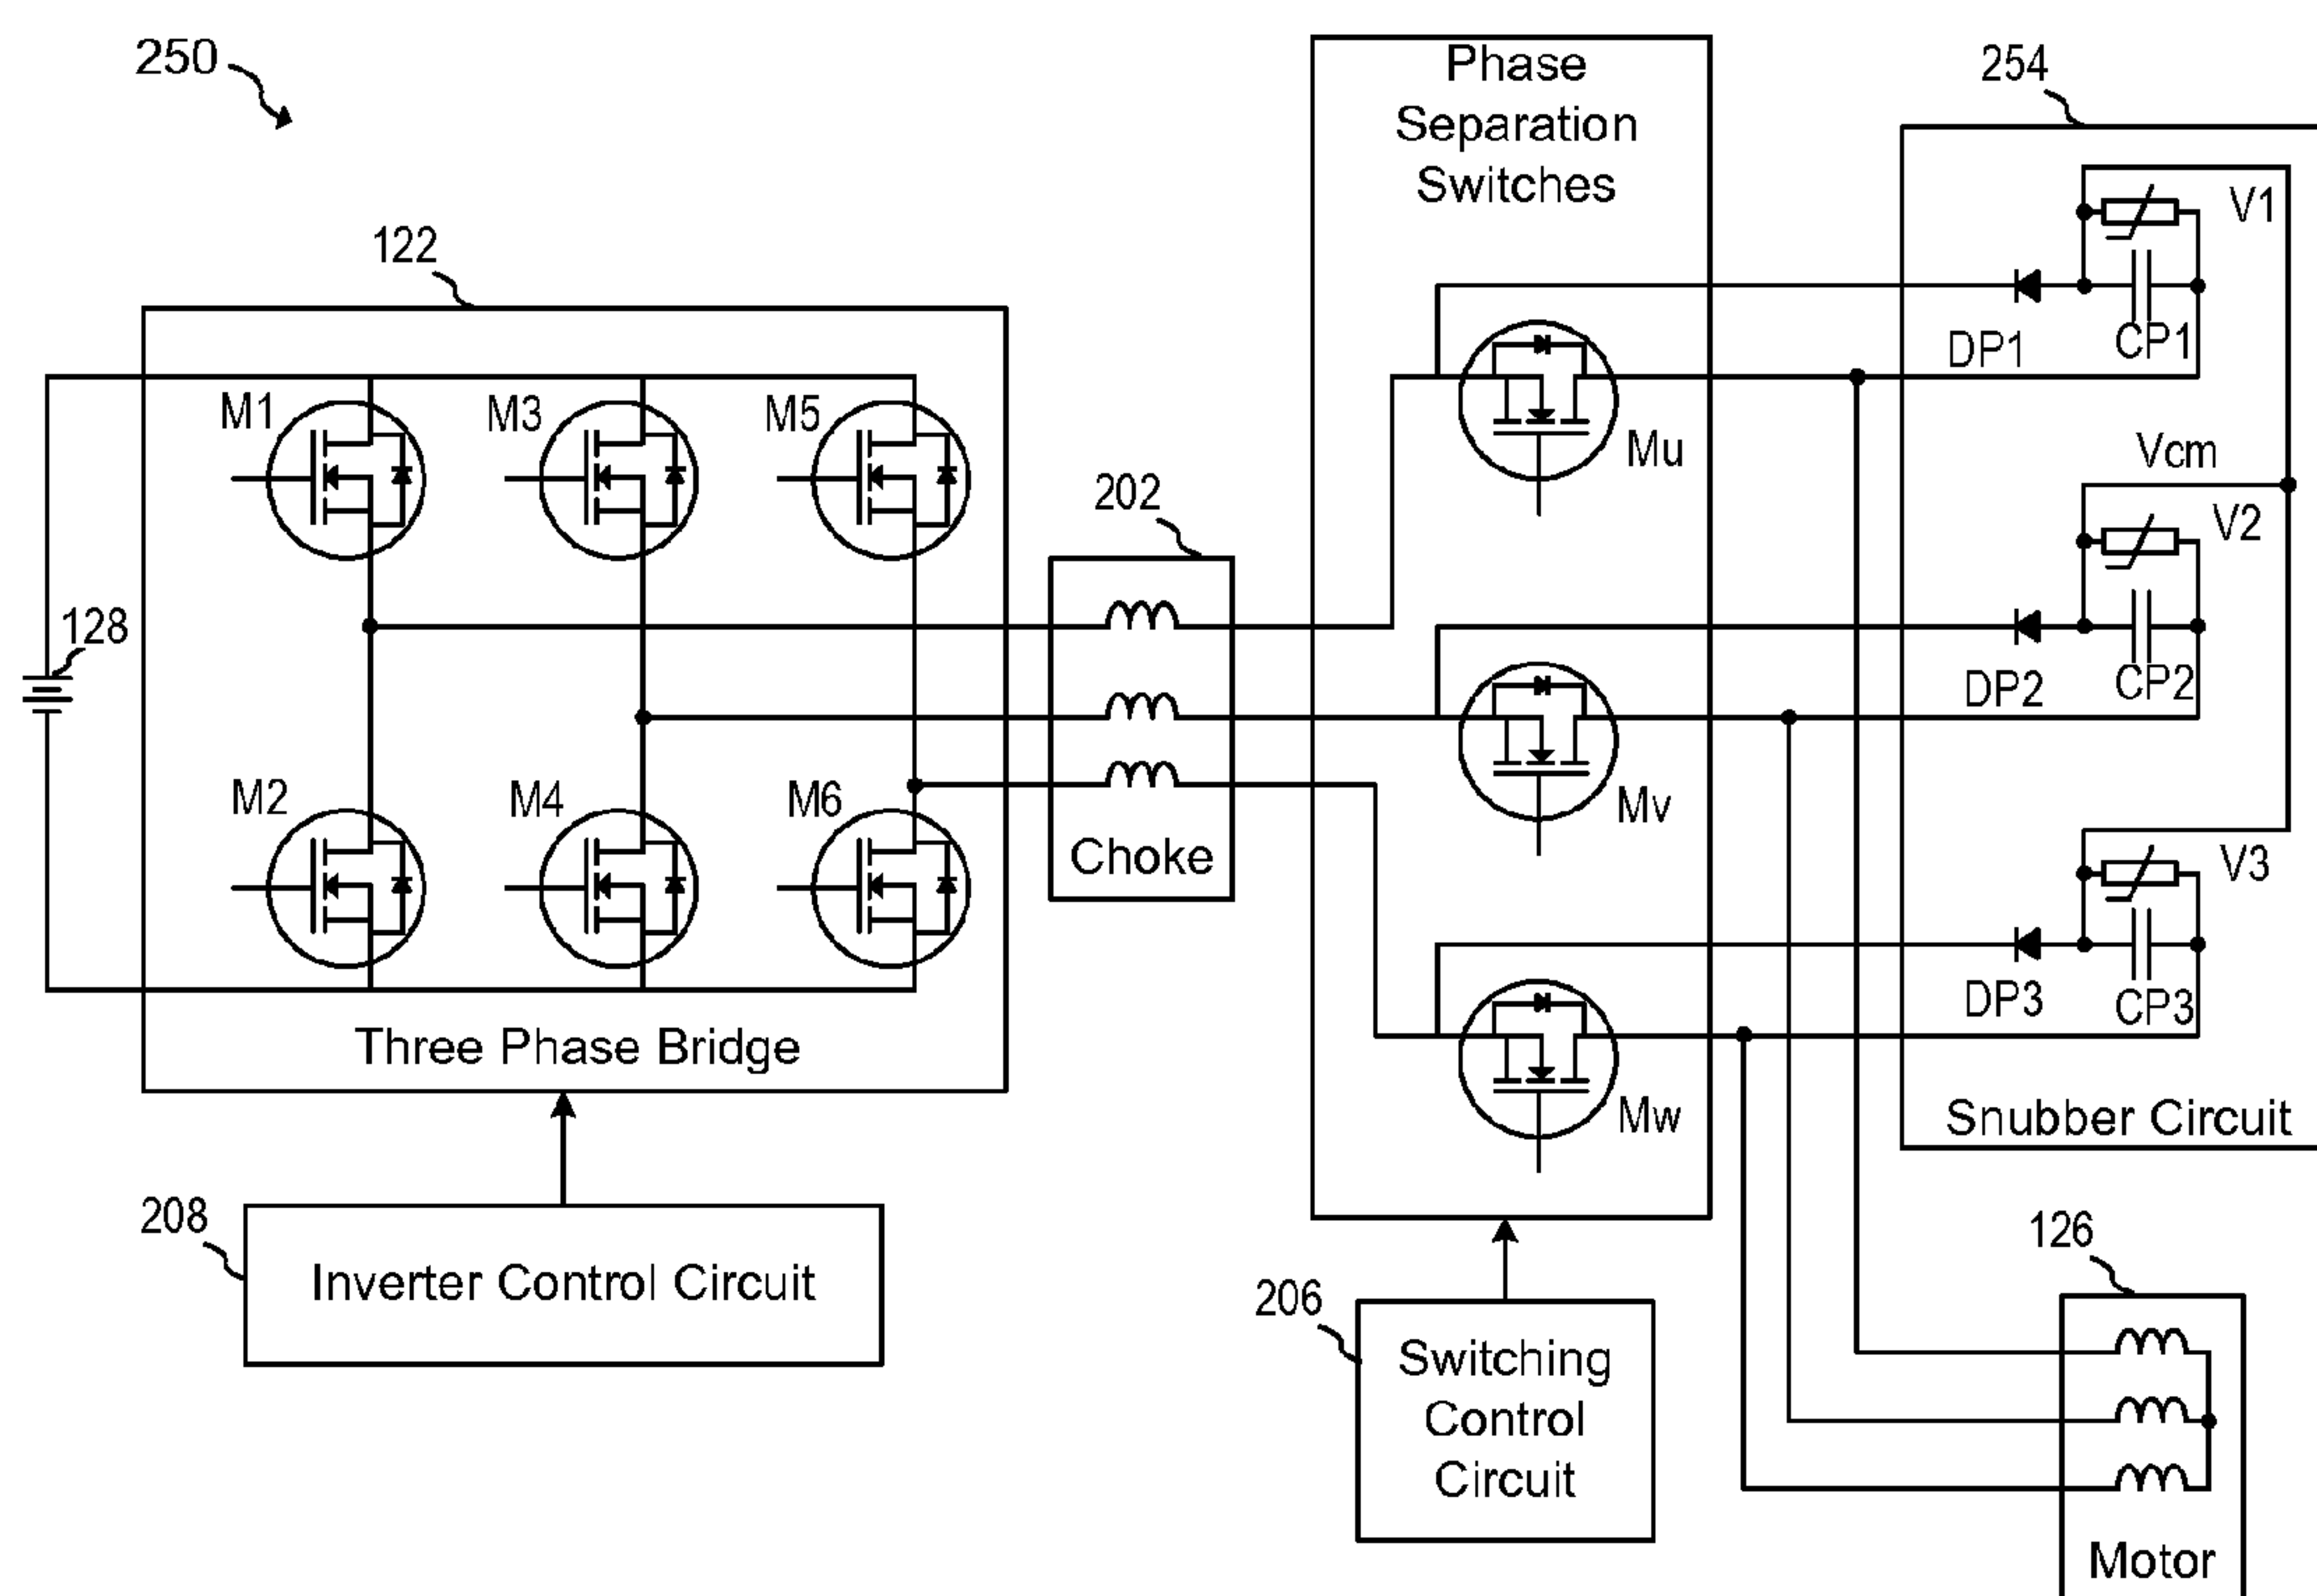 250
122
M1
M3
M5
128
M2
M4
M6
Three Phase Bridge
208
Inverter Control Circuit
202
Choke
Phase
Separation
Switches
Mu
Mv
Mw
206
Switching
Control
Circuit
254
V1
DP1
CP1
Vcm
V2
DP2
CP2
V3
DP3
CP3
Snubber Circuit
126
Motor